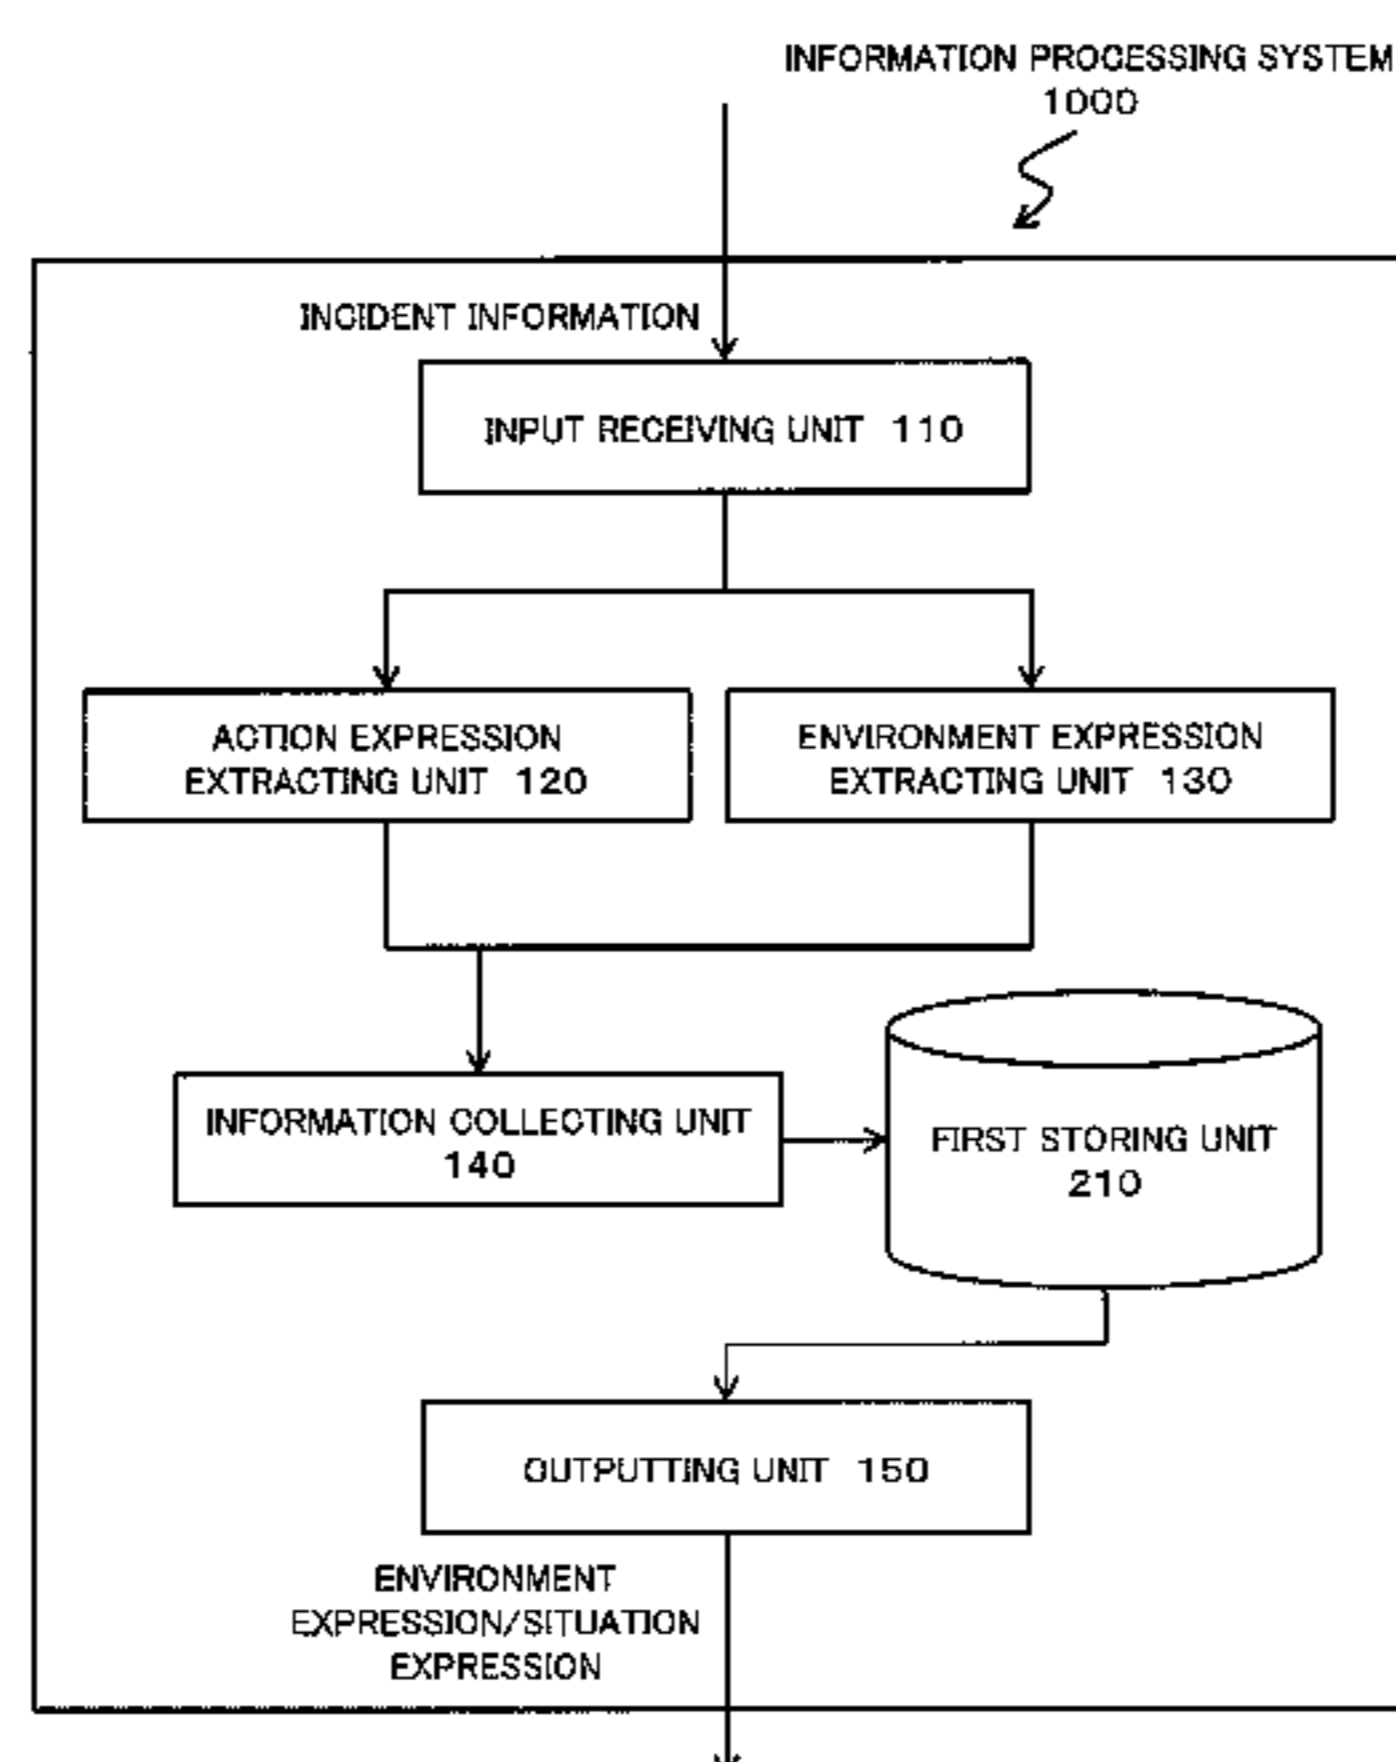 INFORMATION PROCESSING SYSTEM
1000
INCIDENT INFORMATION
INPUT RECEIVING UNIT 110
ACTION EXPRESSION
EXTRACTING UNIT 120
ENVIRONMENT EXPRESSION
EXTRACTING UNIT 130
INFORMATION COLLECTING UNIT
140
FIRST STORING UNIT
210
OUTPUTTING UNIT 150
ENVIRONMENT
EXPRESSION/SITUATION
EXPRESSION